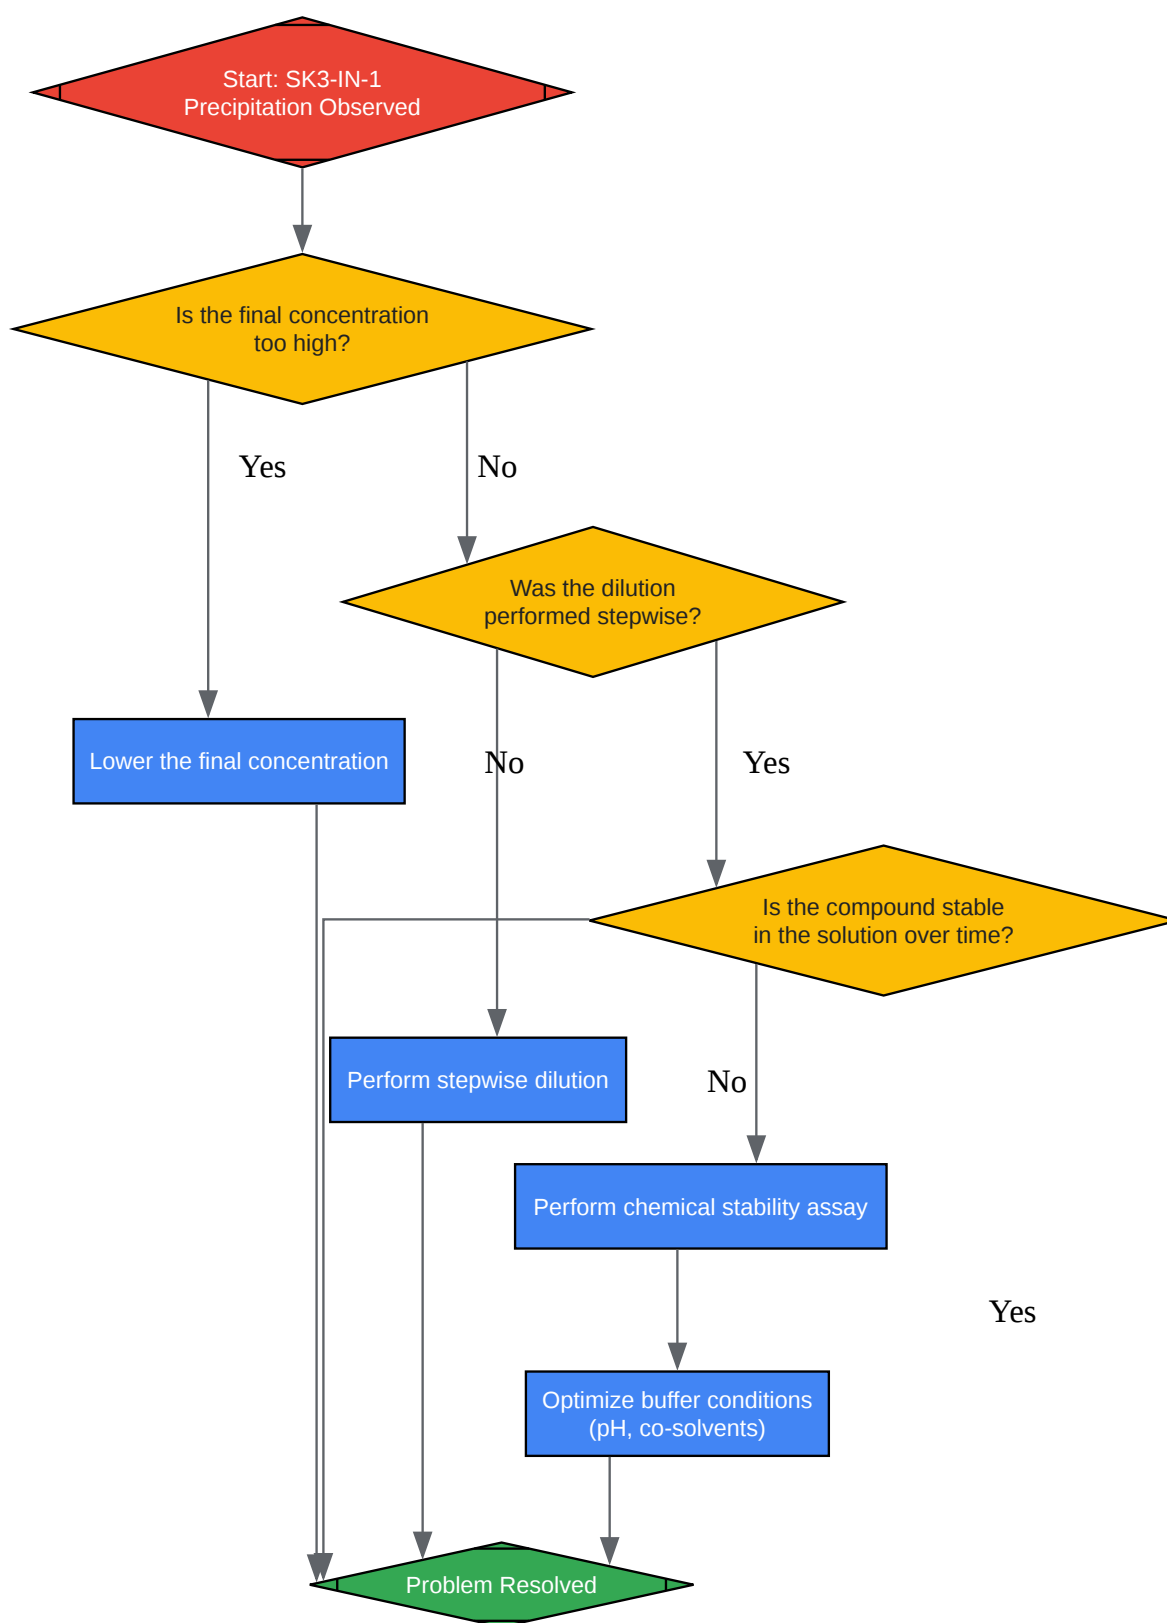 Start: SK3-IN-1
Precipitation Observed
Is the final concentration
too high?
Yes
No
Was the dilution
performed stepwise?
Lower the final concentration
No
Yes
Is the compound stable
in the solution over time?
Perform stepwise dilution
No
Perform chemical stability assay
Yes
Optimize buffer conditions
(pH, co-solvents)
Problem Resolved